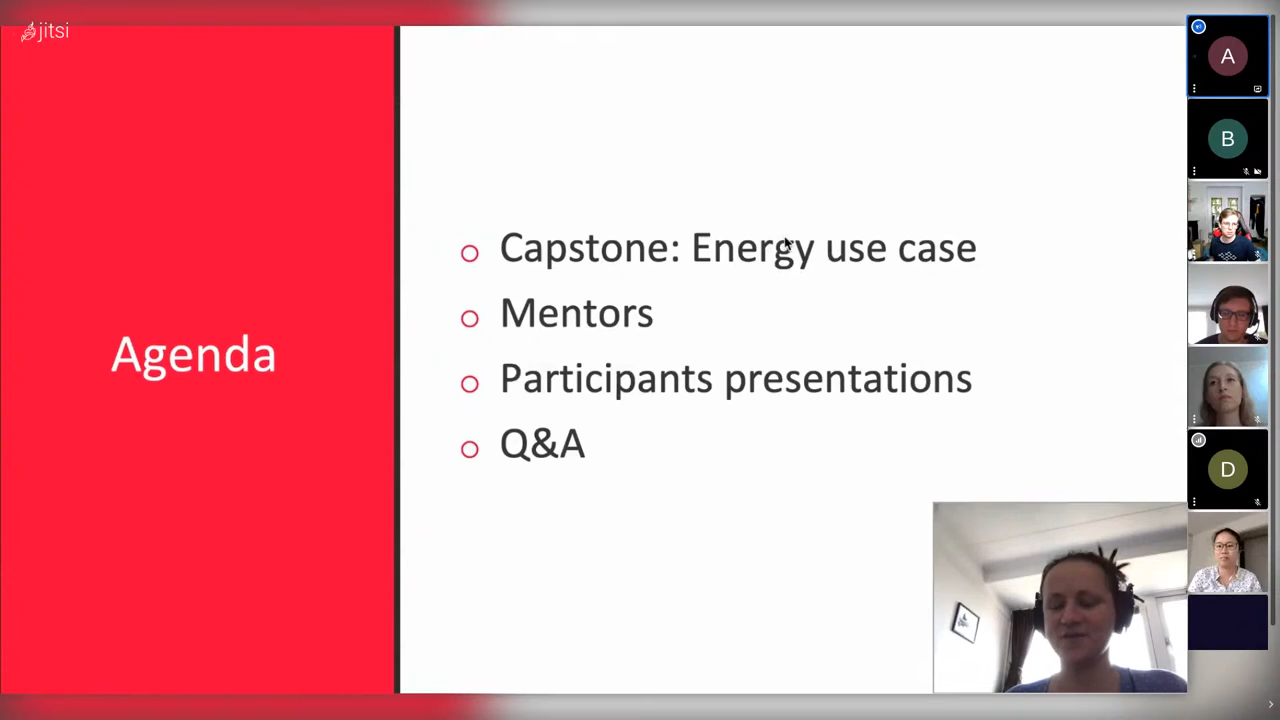 jitsi
Agenda
Capstone: Energy use case
Mentors
Participants presentations
Q&A
A
B
D